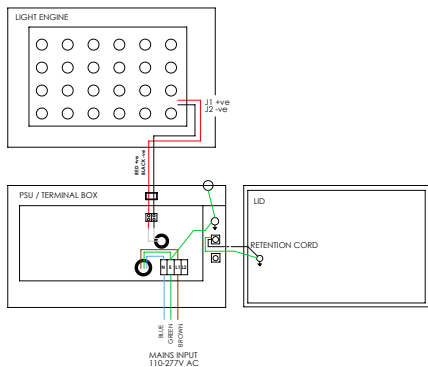 LIGHT ENGINE
J1 +ve
J2 -ve
RED +ve
BLACK -ve
PSU / TERMINAL BOX
LID
RETENTION CORD
N E L1 L2
BLUE
GREEN
BROWN
MAINS INPUT
110-277V AC